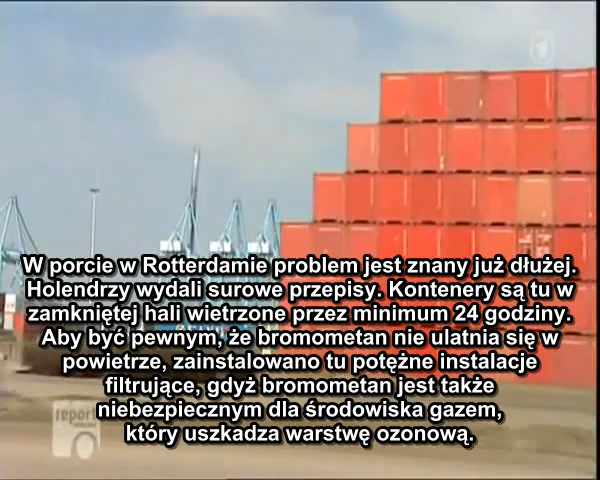 W porcie w Rotterdamie problem jest znany już dłużej.
Holendrzy wydali surowe przepisy. Kontenery są tu w
zamkniętej hali wietrzone przez minimum 24 godziny.
Aby być pewnym, że bromometan nie ulatnia się w
powietrze, zainstalowano tu potężne instalacje
filtrujące, gdyż bromometan jest także
niebezpiecznym dla środowiska gazem,
który uszkadza warstwę ozonową.
report